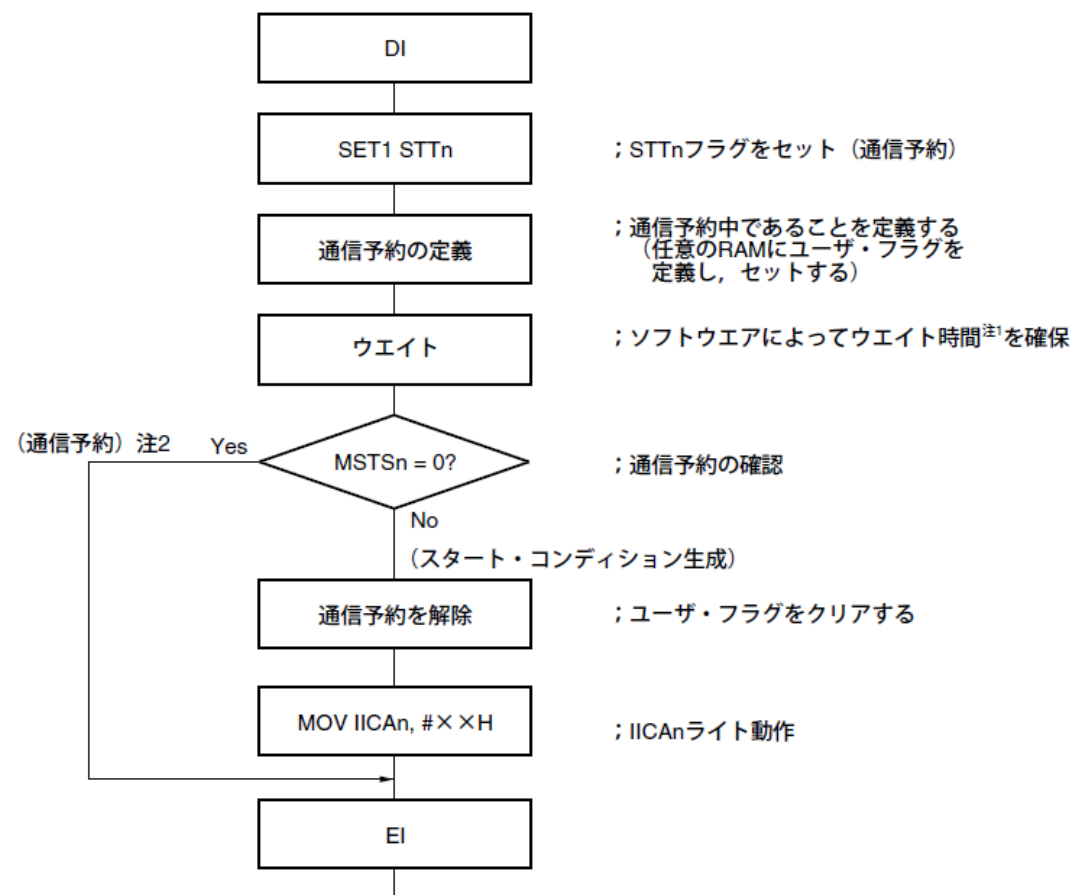 DI
SET1 STTn
;STTnフラグをセット(通信予約)
通信予約の定義
;通信予約中であることを定義する
(任意のRAMにユーザ・フラグを
定義し,セットする)
ウエイト
;ソフトウエアによってウエイト時間注1を確保
(通信予約)注2 Yes
MSTSn = 0?
;通信予約の確認
No
(スタート・コンディション生成)
通信予約を解除
;ユーザ・フラグをクリアする
MOV IICAn, #××H
;IICAnライト動作
EI